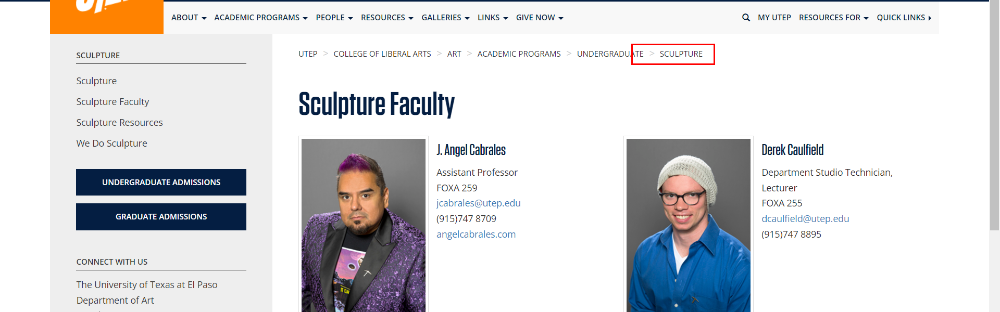 ABOUT ACADEMIC PROGRAMS PEOPLE RESOURCES GALLERIES LINKS GIVE NOW MY UTEP RESOURCES FOR QUICK LINKS
SCULPTURE
Sculpture
Sculpture Faculty
Sculpture Resources
We Do Sculpture
UNDERGRADUATE ADMISSIONS
GRADUATE ADMISSIONS
CONNECT WITH US
The University of Texas at El Paso
Department of Art
UTEP > COLLEGE OF LIBERAL ARTS > ART > ACADEMIC PROGRAMS > UNDERGRADUATE > SCULPTURE
Sculpture Faculty
J. Angel Cabrales
Assistant Professor
FOXA 259
jcabrales@utep.edu
(915)747 8709
angelcabrales.com
Derek Caulfield
Department Studio Technician,
Lecturer
FOXA 255
dcaulfield@utep.edu
(915)747 8895